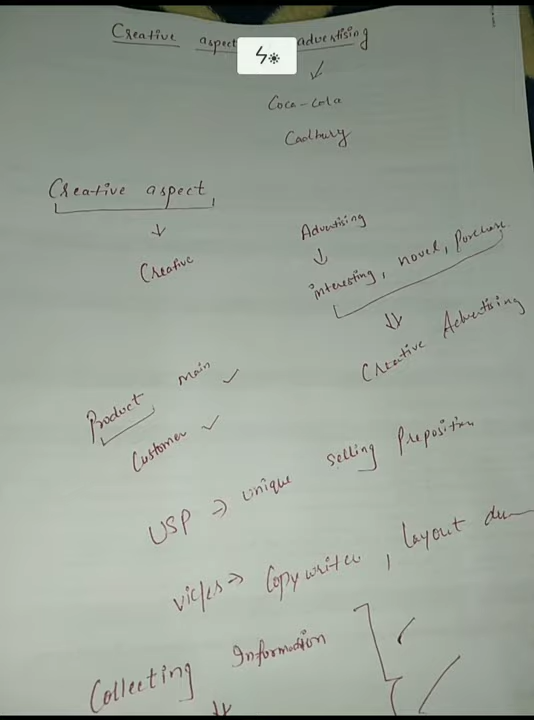 Creative aspect advertising
Coca-cola
Cadbury
Creative aspect
Advertising
Creative
interesting, novel, purchase
Creative Advertising
Product main
Customer
USP → unique selling Preposition
Copywriter, Layout
Collecting Information